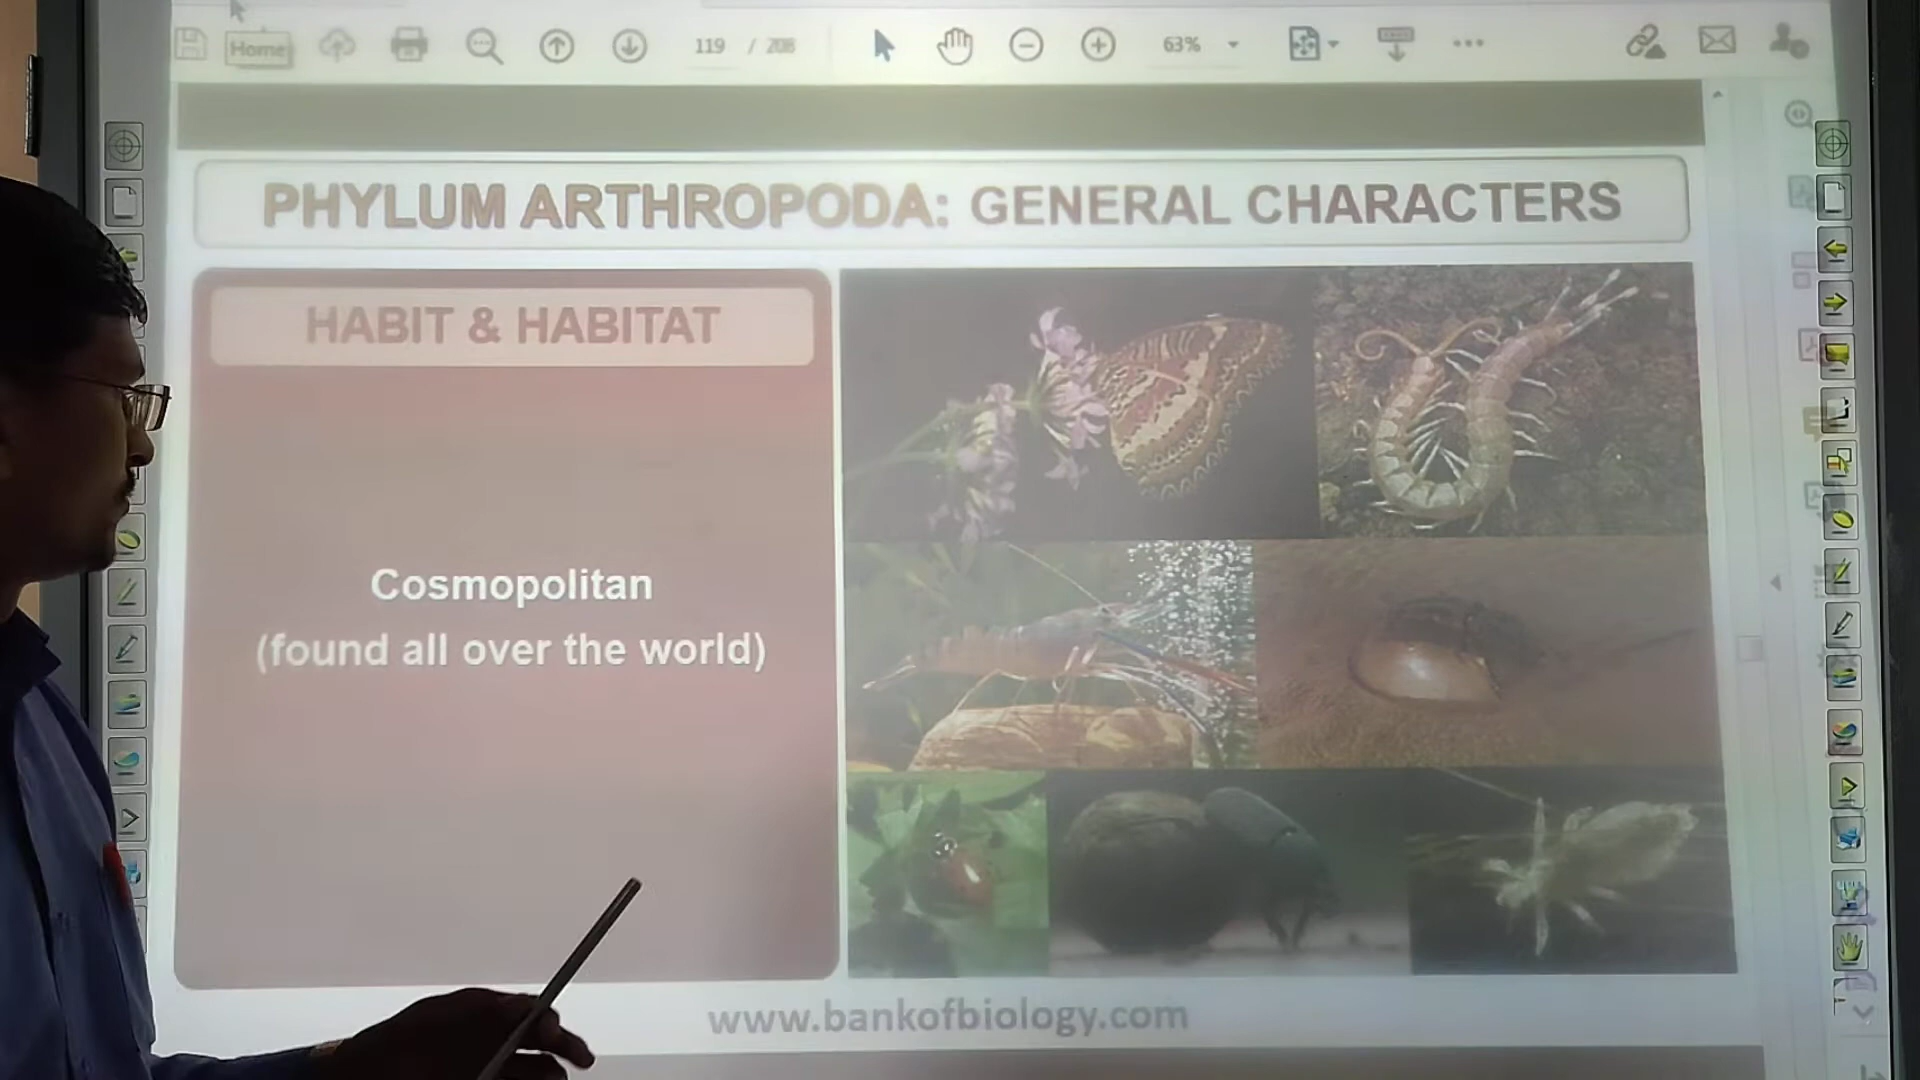 Home
119 / 208
63%
PHYLUM ARTHROPODA: GENERAL CHARACTERS
HABIT & HABITAT
Cosmopolitan
(found all over the world)
www.bankofbiology.com